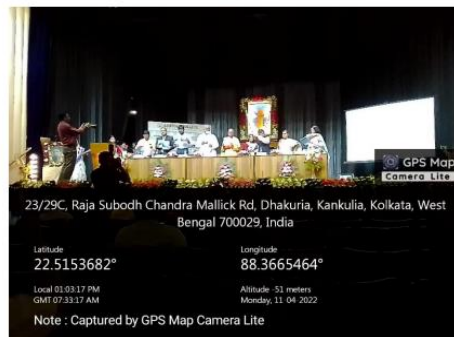 GPS Map
Camera Lite
23/29C, Raja Subodh Chandra Mallick Rd, Dhakuria, Kankulia, Kolkata, West
Bengal 700029, India
Latitude
22.5153682°
Longitude
88.3665464°
Local 01:03:17 PM
GMT 07:33:17 AM
Altitude -51 meters
Monday, 11-04-2022
Note : Captured by GPS Map Camera Lite